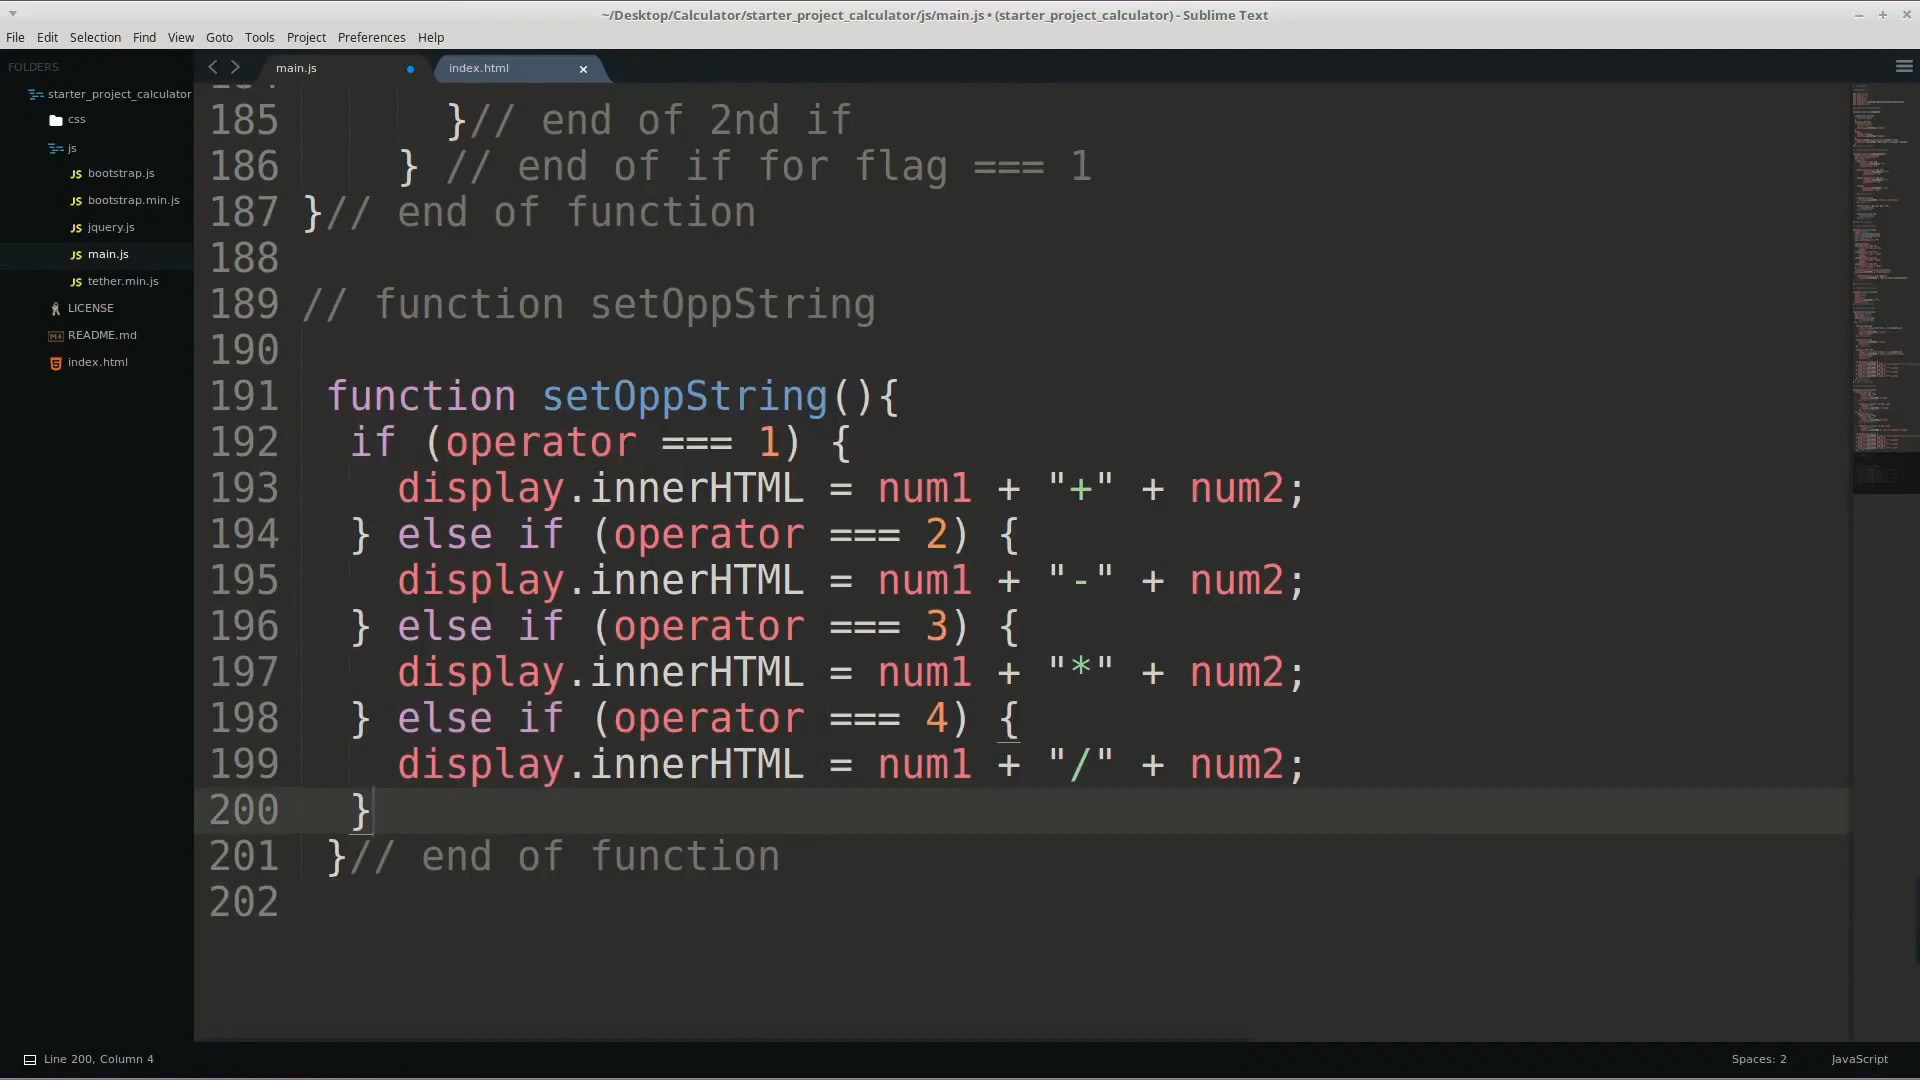 ~/Desktop/Calculator/starter_project_calculator/js/main.js • (starter_project_calculator) - Sublime Text
File Edit Selection Find View Goto Tools Project Preferences Help
FOLDERS
starter_project_calculator
css
js
JS bootstrap.js
JS bootstrap.min.js
JS jquery.js
JS main.js
JS tether.min.js
LICENSE
README.md
index.html
main.js index.html
185 }// end of 2nd if
186 } // end of if for flag === 1
187 }// end of function
188
189 // function setOppString
190
191 function setOppString(){
192 if (operator === 1) {
193 display.innerHTML = num1 + "+" + num2;
194 } else if (operator === 2) {
195 display.innerHTML = num1 + "-" + num2;
196 } else if (operator === 3) {
197 display.innerHTML = num1 + "*" + num2;
198 } else if (operator === 4) {
199 display.innerHTML = num1 + "/" + num2;
200 }
201 }// end of function
202
Line 200, Column 4 Spaces: 2 JavaScript